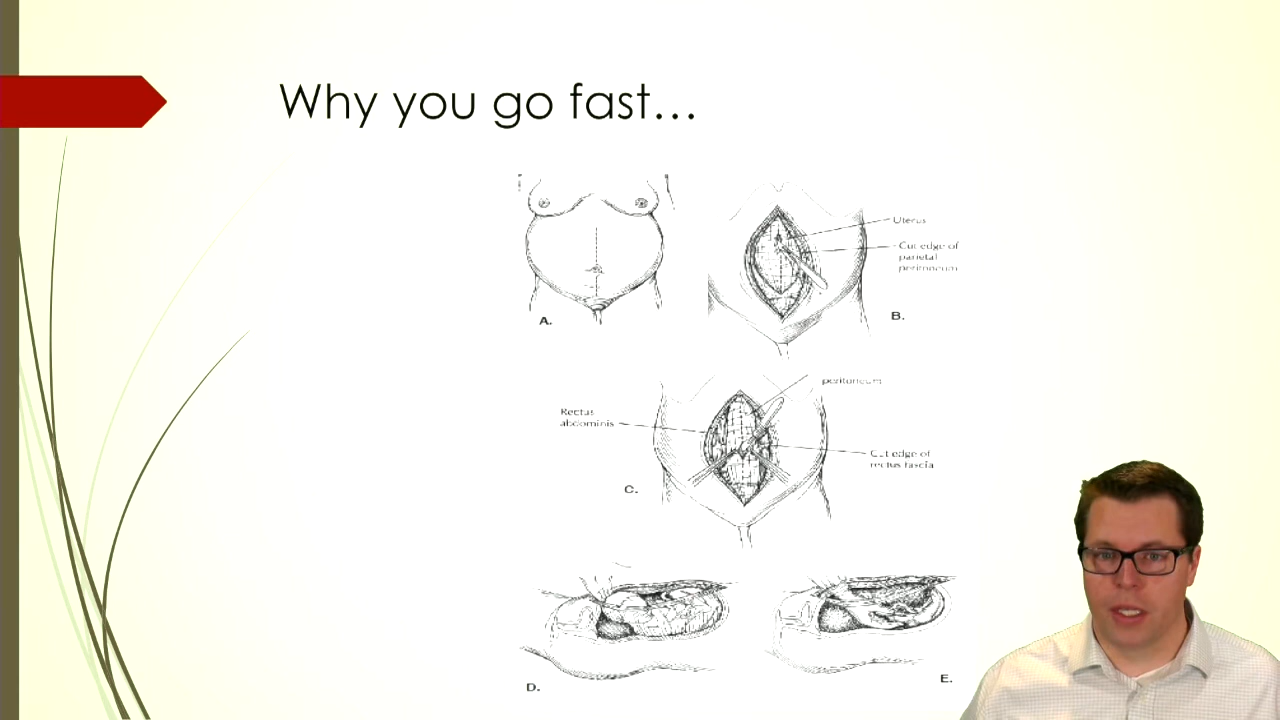 Why you go fast...
Uterus
Cut edge of
parietal
peritoneum
A.
B.
peritoneum
Rectus
abdominis
Cut edge of
rectus fascia
C.
D.
E.